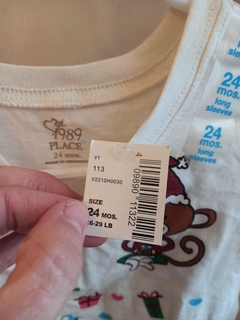 1989
PLACE
24 mos.
V1
113
V2210H0030
SIZE
24 MOS.
26-29 LB
4 09890 11322
24
mos.
long
sleeves
24
mos.
long
sleeves